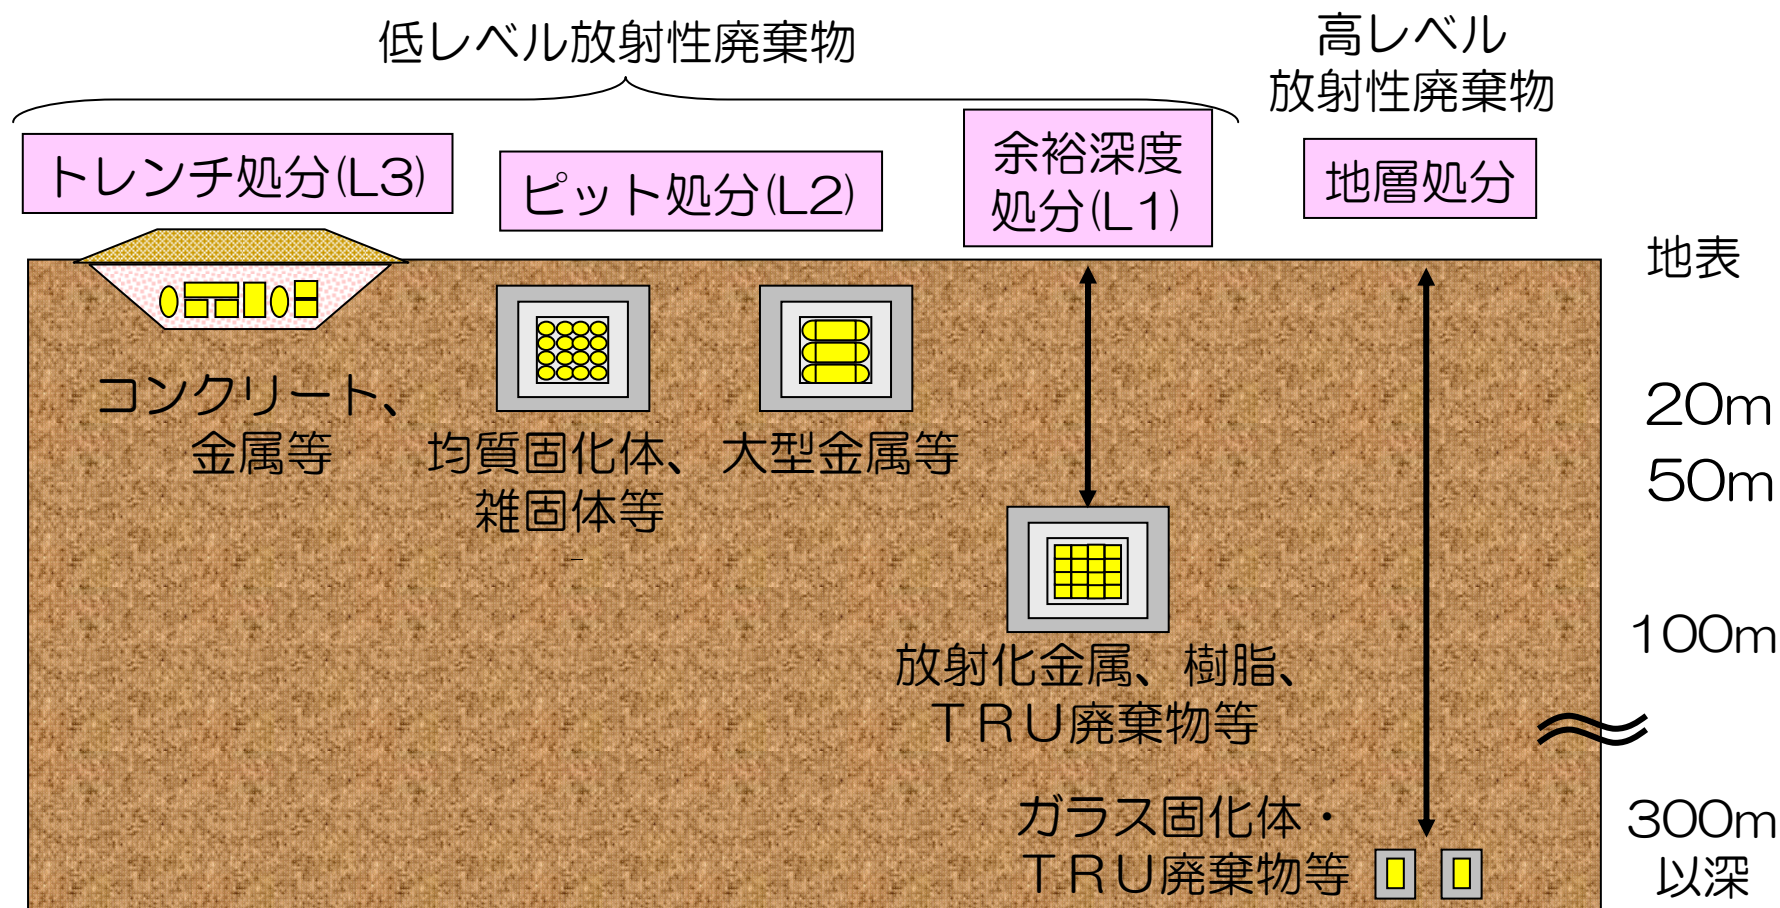 低レベル放射性廃棄物
高レベル
放射性廃棄物
トレンチ処分(L3)
ピット処分(L2)
余裕深度
処分(L1)
地層処分
地表
コンクリート、
金属等
均質固化体、
雑固体等
大型金属等
20m
50m
100m
放射化金属、樹脂、
ＴＲＵ廃棄物等
ガラス固化体・
ＴＲＵ廃棄物等
300m
以深